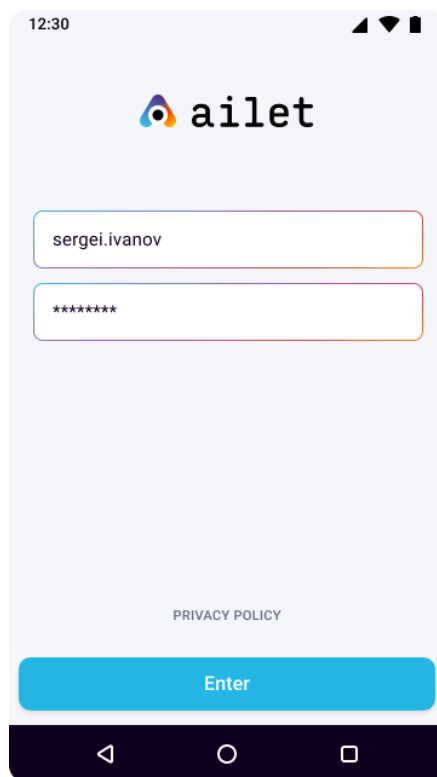 12:30
ailet
sergei.ivanov
********
PRIVACY POLICY
Enter